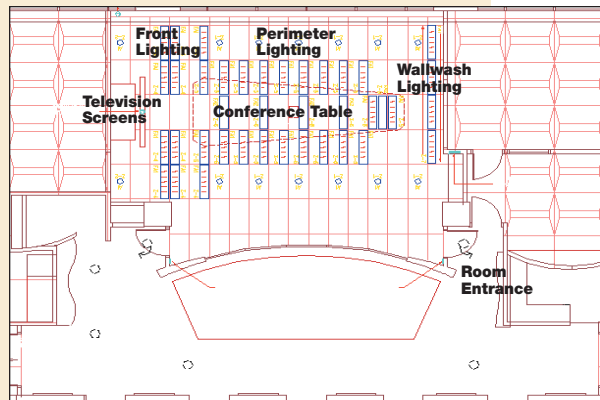 Front
Lighting
Perimeter
Lighting
Wallwash
Lighting
Television
Screens
Conference Table
Room
Entrance